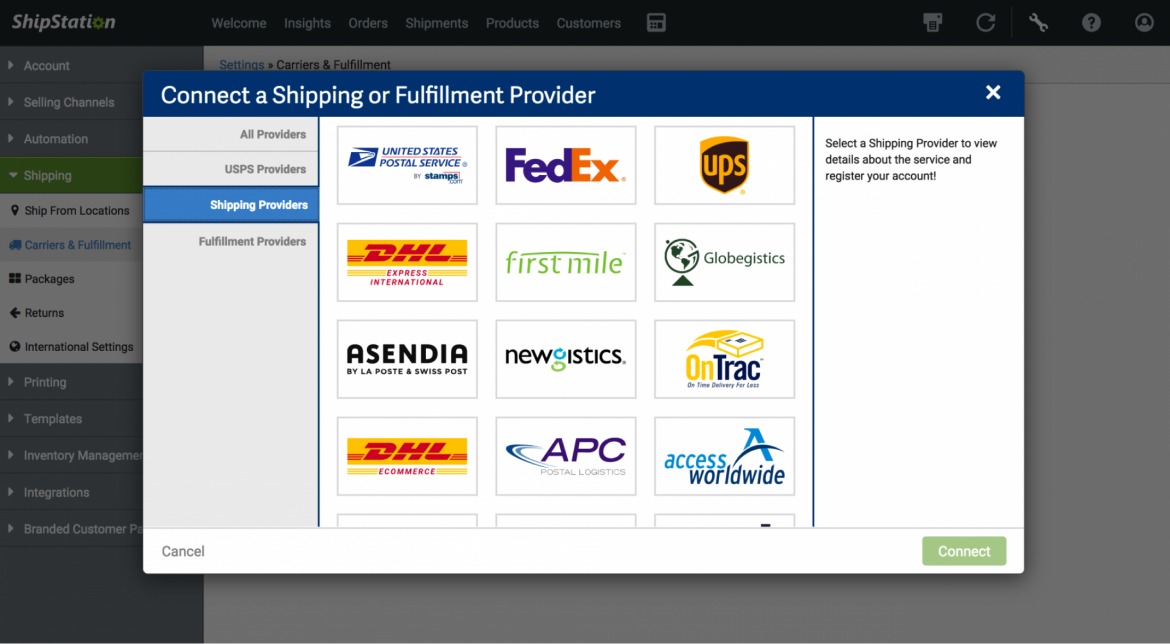 ShipStation
Welcome Insights Orders Shipments Products Customers
Account
Selling Channels
Automation
Shipping
Ship From Locations
Carriers & Fulfillment
Packages
Returns
International Settings
Printing
Templates
Inventory Managemen
Integrations
Branded Customer Pa
Settings » Carriers & Fulfillment
Connect a Shipping or Fulfillment Provider
All Providers
USPS Providers
Shipping Providers
Fulfillment Providers
UNITED STATES
POSTAL SERVICE®
BY stamps
.com
FedEx®
ups
DHL
EXPRESS
INTERNATIONAL
first mile™
Globegistics
ASENDIA
BY LA POSTE & SWISS POST
newgistics®
OnTrac
On Time Delivery For Less
DHL
ECOMMERCE
APC
POSTAL LOGISTICS
access
worldwide
Select a Shipping Provider to view
details about the service and
register your account!
Cancel
Connect